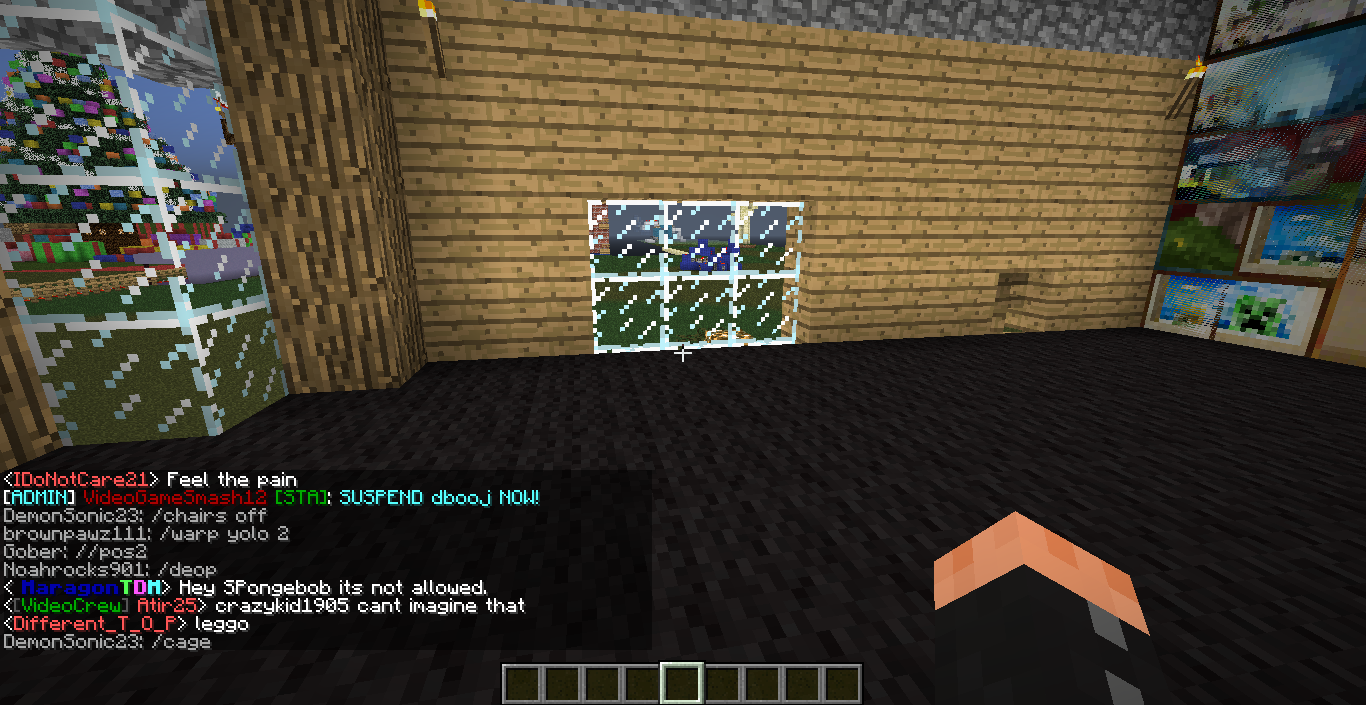 <IDoNotCare21> Feel the pain
[ADMIN] VideoGameSmash12 [STA]: SUSPEND dbooj NOW!
DemonSonic23: /chairs off
brownpawz111: /warp yolo 2
Gober: //pos2
Noahrocks901: /deop
< MaragonTDM> Hey SPongebob its not allowed.
<[VideoCrew] Atir25> crazykid1905 cant imagine that
<Different_T_O_P> leggo
DemonSonic23: /cage